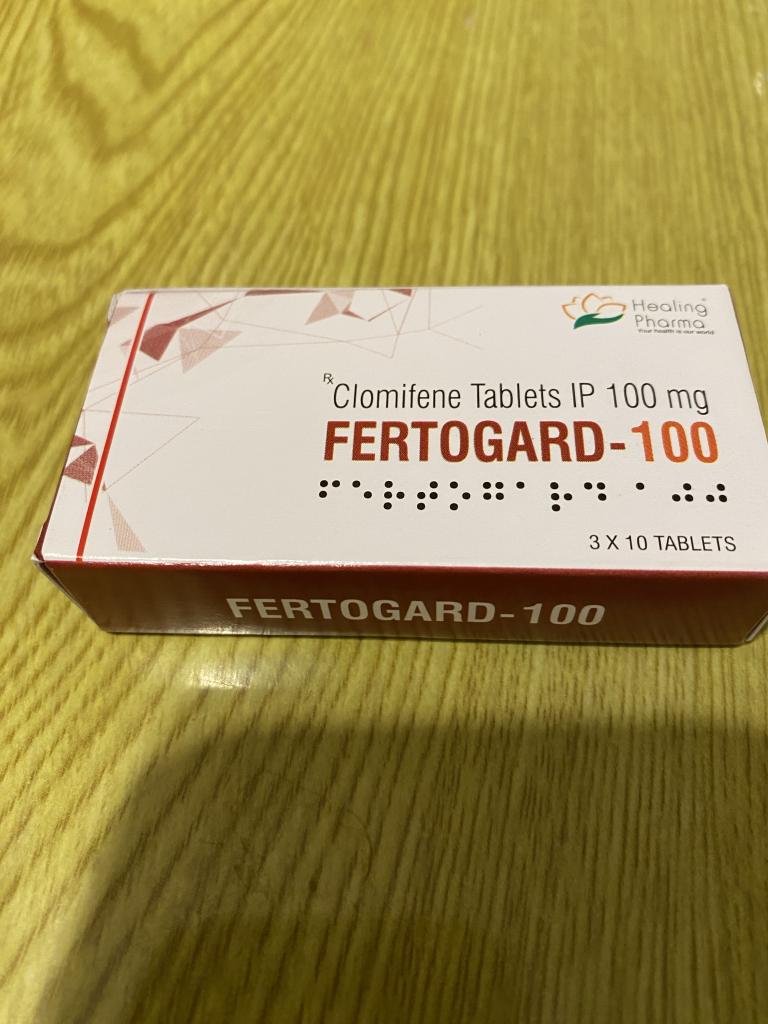 Healing
Pharma
Your health is our world
Rx Clomifene Tablets IP 100 mg
FERTOGARD-100
3 X 10 TABLETS
FERTOGARD-100